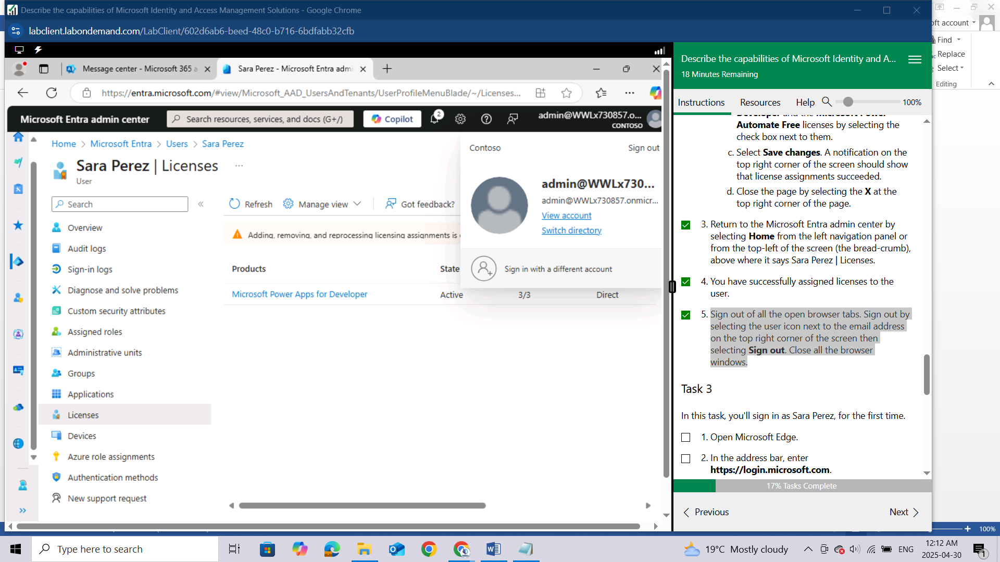 Describe the capabilities of Microsoft Identity and Access Management Solutions - Google Chrome
labclient.labondemand.com/LabClient/602d6ab6-beed-48c0-b716-6bdfabb32cfb
Message center - Microsoft 365 a
Sara Perez - Microsoft Entra admi
https://entra.microsoft.com/#view/Microsoft_AAD_UsersAndTenants/UserProfileMenuBlade/~/Licenses...
Microsoft Entra admin center
Search resources, services, and docs (G+/)
Copilot
2
admin@WWLx730857.o...
CONTOSO
Home > Microsoft Entra > Users > Sara Perez
Sara Perez | Licenses ...
User
Search
Overview
Audit logs
Sign-in logs
Diagnose and solve problems
Custom security attributes
Assigned roles
Administrative units
Groups
Applications
Licenses
Devices
Azure role assignments
Authentication methods
New support request
Refresh
Manage view
Got feedback?
Adding, removing, and reprocessing licensing assignments is
Products
State
Microsoft Power Apps for Developer
Active
3/3
Direct
Contoso
Sign out
admin@WWLx730...
admin@WWLx730857.onmicr...
View account
Switch directory
Sign in with a different account
Describe the capabilities of Microsoft Identity and A...
18 Minutes Remaining
Instructions
Resources
Help
100%
Developer and the Microsoft Power
Automate Free licenses by selecting the
check box next to them.
c. Select Save changes. A notification on the
top right corner of the screen should show
that license assignments succeeded.
d. Close the page by selecting the X at the
top right corner of the page.
3. Return to the Microsoft Entra admin center by
selecting Home from the left navigation panel or
from the top-left of the screen (the bread-crumb),
above where it says Sara Perez | Licenses.
4. You have successfully assigned licenses to the
user.
5. Sign out of all the open browser tabs. Sign out by
selecting the user icon next to the email address
on the top right corner of the screen then
selecting Sign out. Close all the browser
windows.
Task 3
In this task, you'll sign in as Sara Perez, for the first time.
1. Open Microsoft Edge.
2. In the address bar, enter
https://login.microsoft.com.
17% Tasks Complete
Previous
Next
account
Find
Replace
Select
Editing
100%
Type here to search
19°C Mostly cloudy
ENG
12:12 AM
2025-04-30
1